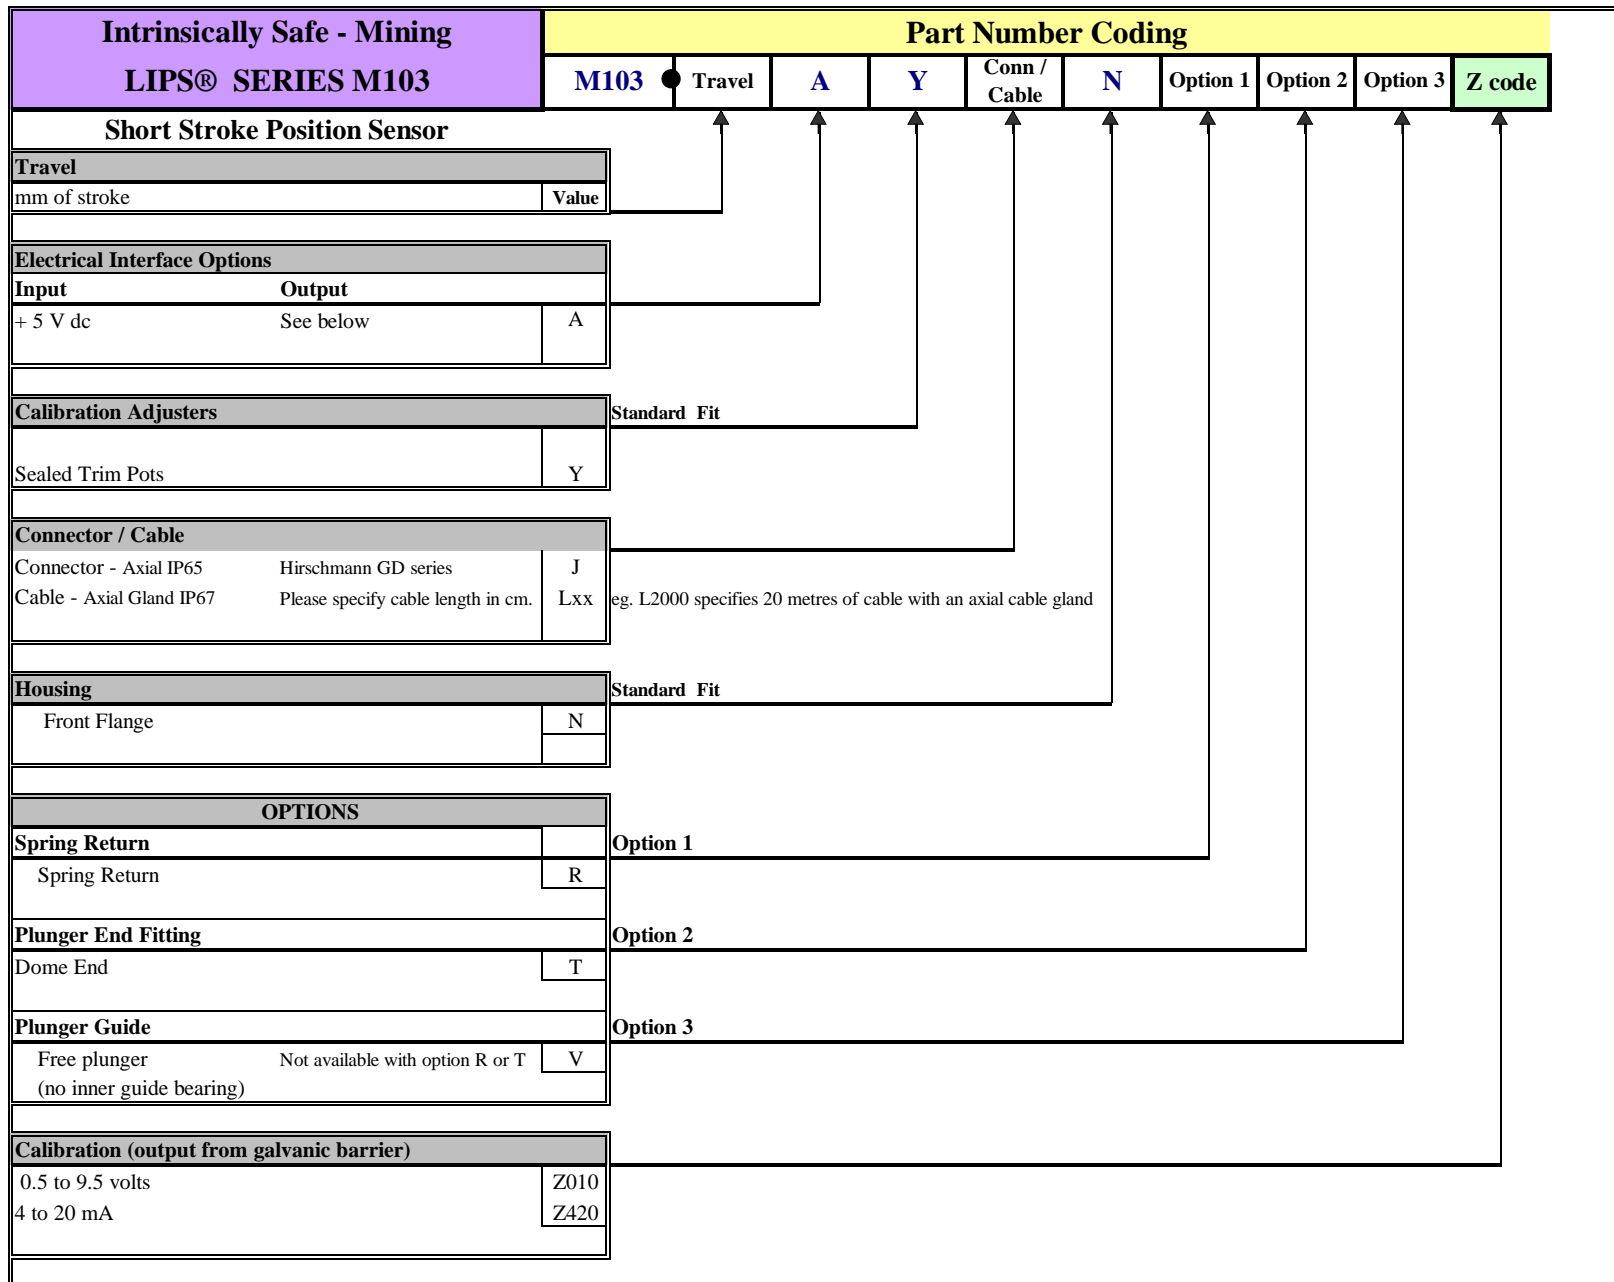 Intrinsically Safe - Mining
LIPS® SERIES M103
Part Number Coding
M103 ● Travel A Y Conn / Cable N Option 1 Option 2 Option 3 Z code
Short Stroke Position Sensor
Travel
mm of stroke Value
Electrical Interface Options
Input Output
+ 5 V dc See below A
Calibration Adjusters Standard Fit
Sealed Trim Pots Y
Connector / Cable
Connector - Axial IP65 Hirschmann GD series J
Cable - Axial Gland IP67 Please specify cable length in cm. Lxx eg. L2000 specifies 20 metres of cable with an axial cable gland
Housing Standard Fit
Front Flange N
OPTIONS
Spring Return Option 1
Spring Return R
Plunger End Fitting Option 2
Dome End T
Plunger Guide Option 3
Free plunger Not available with option R or T V
(no inner guide bearing)
Calibration (output from galvanic barrier)
0.5 to 9.5 volts Z010
4 to 20 mA Z420